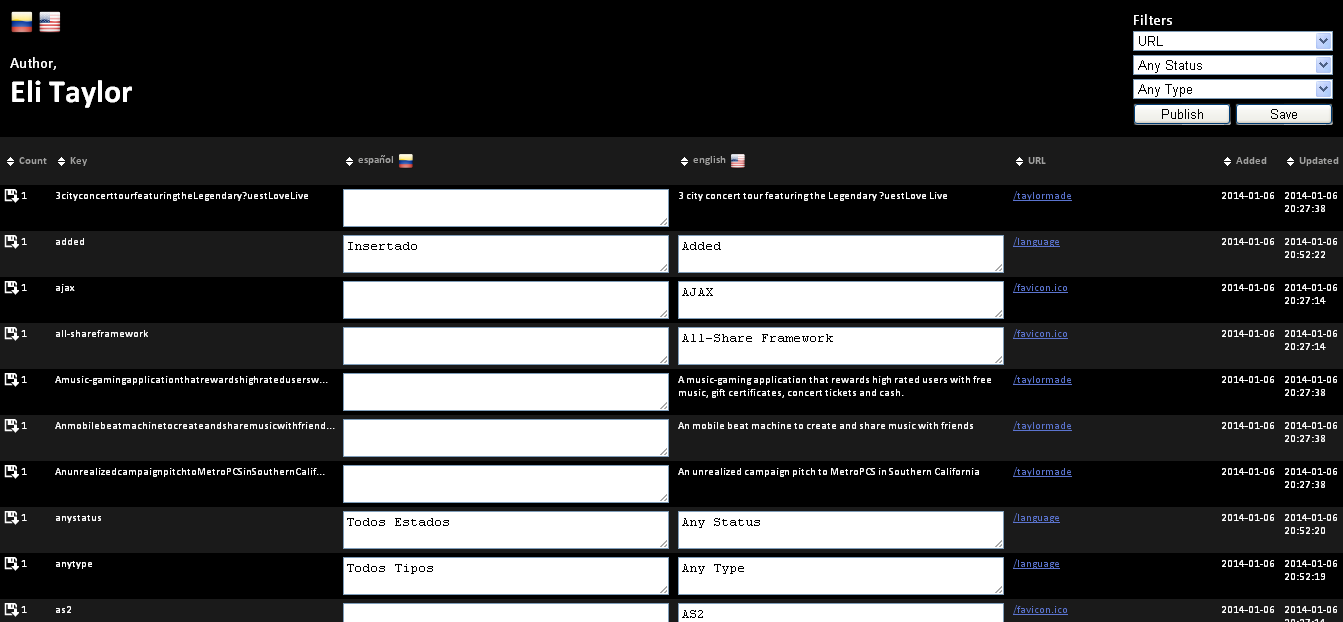 Filters
URL
Any Status
Any Type
Publish Save
Author,
Eli Taylor
Count Key español english URL Added Updated
1 3cityconcerttourfeaturingtheLegendary?uestLoveLive 3 city concert tour featuring the Legendary ?uestLove Live /taylormade 2014-01-06 2014-01-06
20:27:38
1 added Insertado Added /language 2014-01-06 2014-01-06
20:52:22
1 ajax AJAX /favicon.ico 2014-01-06 2014-01-06
20:27:14
1 all-shareframework All-Share Framework /favicon.ico 2014-01-06 2014-01-06
20:27:14
1 Amusic-gamingapplicationthatrewardshighratedusersw... A music-gaming application that rewards high rated users with free /taylormade 2014-01-06 2014-01-06
music, gift certificates, concert tickets and cash. 20:27:38
1 Anmobilebeatmachinetocreateandsharemusicwithfriend... An mobile beat machine to create and share music with friends /taylormade 2014-01-06 2014-01-06
20:27:38
1 AnunrealizedcampaignpitchtoMetroPCSinSouthernCalif... An unrealized campaign pitch to MetroPCS in Southern California /taylormade 2014-01-06 2014-01-06
20:27:38
1 anystatus Todos Estados Any Status /language 2014-01-06 2014-01-06
20:52:20
1 anytype Todos Tipos Any Type /language 2014-01-06 2014-01-06
20:52:19
1 as2 AS2 /favicon.ico 2014-01-06 2014-01-06